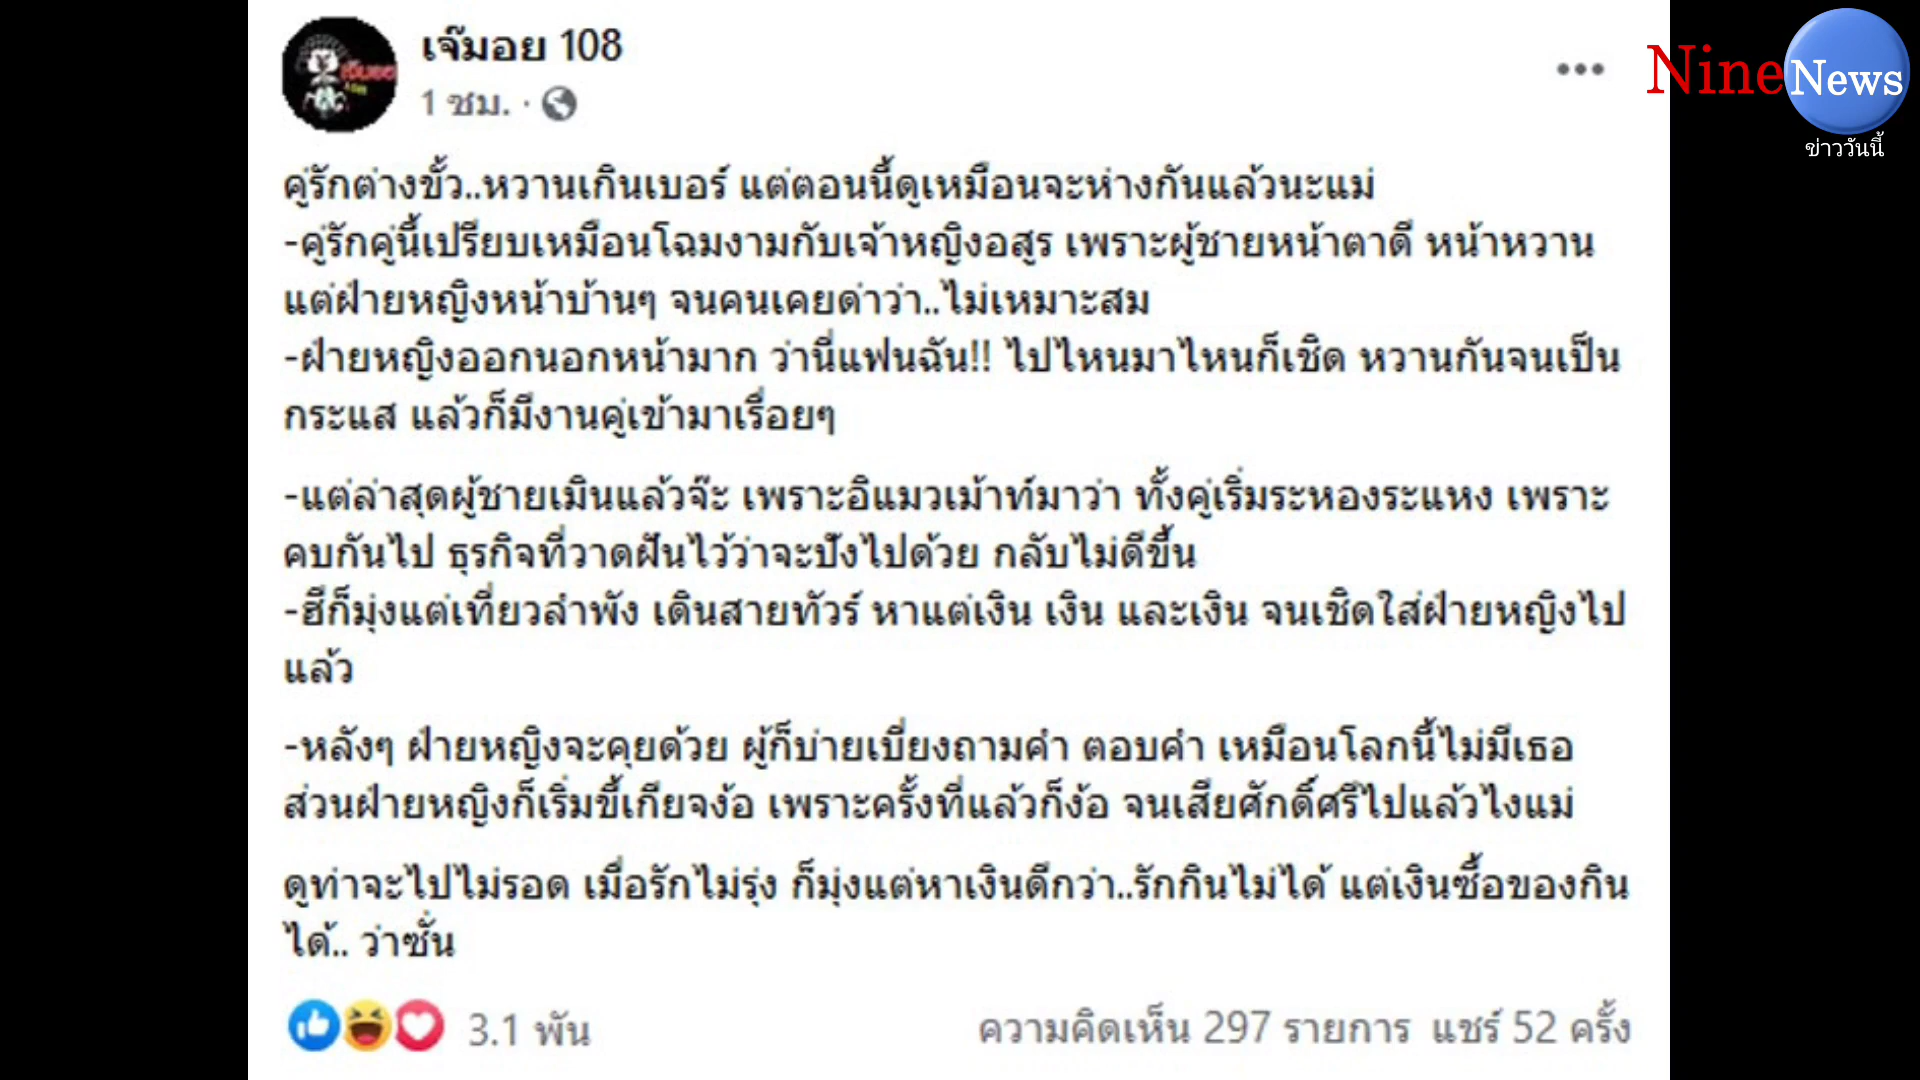 เจ๊มอย 108
1 ชม. ·
Nine News
ข่าววันนี้
คู่รักต่างขั้ว..หวานเกินเบอร์ แต่ตอนนี้ดูเหมือนจะห่างกันแล้วนะแม่
-คู่รักคู่นี้เปรียบเหมือนโฉมงามกับเจ้าหญิงอสูร เพราะผู้ชายหน้าตาดี หน้าหวาน
แต่ฝ่ายหญิงหน้าบ้านๆ จนคนเคยด่าว่า..ไม่เหมาะสม
-ฝ่ายหญิงออกนอกหน้ามาก ว่านี่แฟนฉัน!! ไปไหนมาไหนก็เชิด หวานกันจนเป็น
กระแส แล้วก็มีงานคู่เข้ามาเรื่อยๆ
-แต่ล่าสุดผู้ชายเมินแล้วจ๊ะ เพราะอิแมวเม้าท์มาว่า ทั้งคู่เริ่มระหองระแหง เพราะ
คบกันไป ธุรกิจที่วาดฝันไว้ว่าจะปังไปด้วย กลับไม่ดีขึ้น
-ฮีก็มุ่งแต่เที่ยวลำพัง เดินสายทัวร์ หาแต่เงิน เงิน และเงิน จนเชิดใส่ฝ่ายหญิงไป
แล้ว
-หลังๆ ฝ่ายหญิงจะคุยด้วย ผู้ก็บ่ายเบี่ยงถามคำ ตอบคำ เหมือนโลกนี้ไม่มีเธอ
ส่วนฝ่ายหญิงก็เริ่มขี้เกียจง้อ เพราะครั้งที่แล้วก็ง้อ จนเสียศักดิ์ศรีไปแล้วไงแม่
ดูท่าจะไปไม่รอด เมื่อรักไม่รุ่ง ก็มุ่งแต่หาเงินดีกว่า..รักกินไม่ได้ แต่เงินซื้อของกิน
ได้.. ว่าซั่น
3.1 พัน ความคิดเห็น 297 รายการ แชร์ 52 ครั้ง